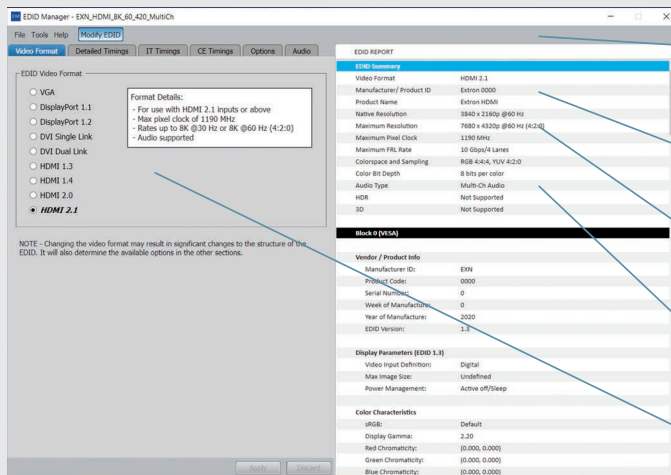 EDID Manager - EXN_HDMI_8K_60_420_MultiCh
File Tools Help Modify EDID
Video Format Detailed Timings IT Timings CE Timings Options Audio
EDID Video Format
VGA
DisplayPort 1.1
DisplayPort 1.2
DVI Single Link
DVI Dual Link
HDMI 1.3
HDMI 1.4
HDMI 2.0
HDMI 2.1
Format Details:
- For use with HDMI 2.1 inputs or above
- Max pixel clock of 1190 MHz
- Rates up to 8K @30 Hz or 8K @60 Hz (4:2:0)
- Audio supported
NOTE - Changing the video format may result in significant changes to the structure of the
EDID. It will also determine the available options in the other sections.
Apply Discard
EDID REPORT
EDID Summary
Video Format HDMI 2.1
Manufacturer/ Product ID Extron 0000
Product Name Extron HDMI
Native Resolution 3840 x 2160p @60 Hz
Maximum Resolution 7680 x 4320p @60 Hz (4:2:0)
Maximum Pixel Clock 1190 MHz
Maximum FRL Rate 10 Gbps/4 Lanes
Colorspace and Sampling RGB 4:4:4, YUV 4:2:0
Color Bit Depth 8 bits per color
Audio Type Multi-Ch Audio
HDR Not Supported
3D Not Supported
Block 0 (VESA)
Vendor / Product Info
Manufacturer ID: EXN
Product Code: 0000
Serial Number: 0
Week of Manufacture: 0
Year of Manufacture: 2020
EDID Version: 1.3
Display Parameters (EDID 1.3)
Video Input Definition: Digital
Max Image Size: Undefined
Power Management: Active off/Sleep
Color Characteristics
sRGB: Default
Display Gamma: 2.20
Red Chromaticity: (0.000, 0.000)
Green Chromaticity: (0.000, 0.000)
Blue Chromaticity: (0.000, 0.000)